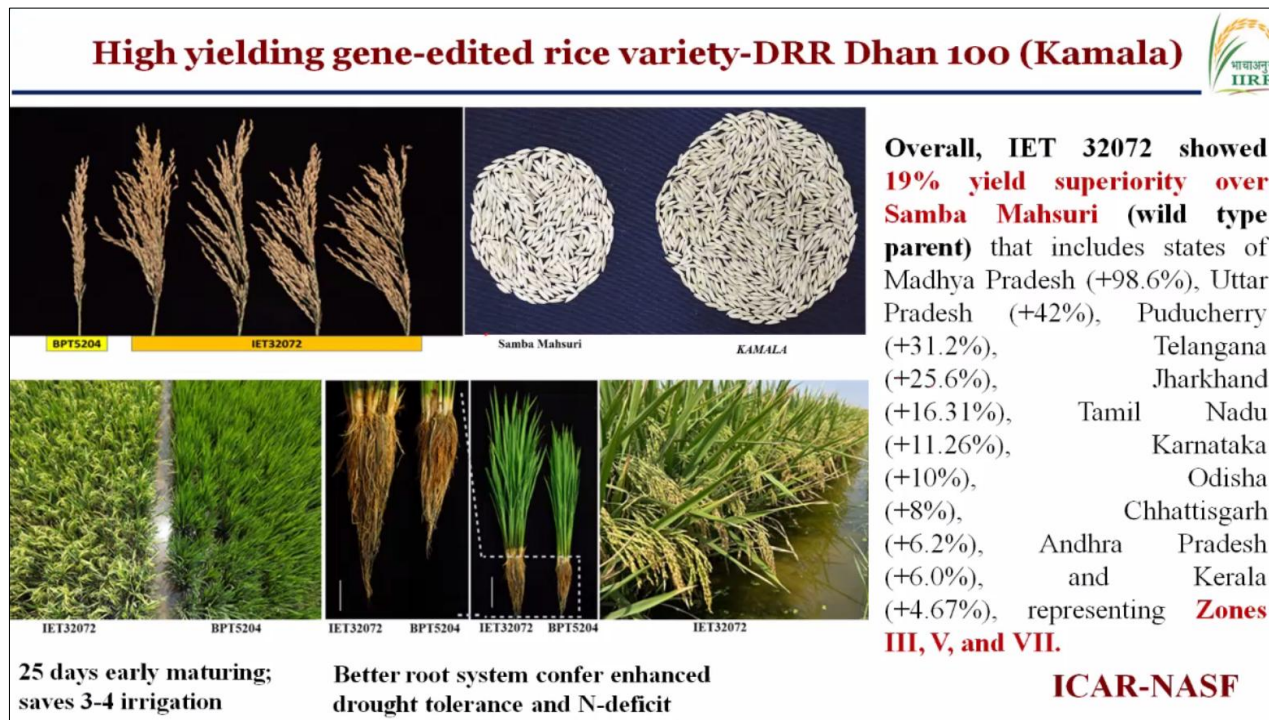 High yielding gene-edited rice variety-DRR Dhan 100 (Kamala)
IIRR
BPT5204
IET32072
Samba Mahsuri
KAMALA
IET32072
BPT5204
IET32072
BPT5204
IET32072
BPT5204
IET32072
25 days early maturing;
saves 3-4 irrigation
Better root system confer enhanced
drought tolerance and N-deficit
Overall, IET 32072 showed
19% yield superiority over
Samba Mahsuri (wild type
parent) that includes states of
Madhya Pradesh (+98.6%), Uttar
Pradesh (+42%), Puducherry
(+31.2%), Telangana
(+25.6%), Jharkhand
(+16.31%), Tamil Nadu
(+11.26%), Karnataka
(+10%), Odisha
(+8%), Chhattisgarh
(+6.2%), Andhra Pradesh
(+6.0%), and Kerala
(+4.67%), representing Zones
III, V, and VII.
ICAR-NASF